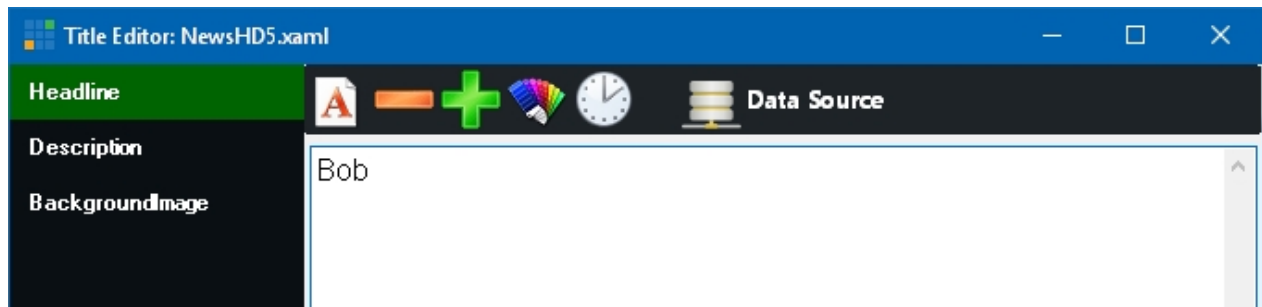 Title Editor: NewsHD5.xaml
Headline
A
Data Source
Description
Bob
BackgroundImage